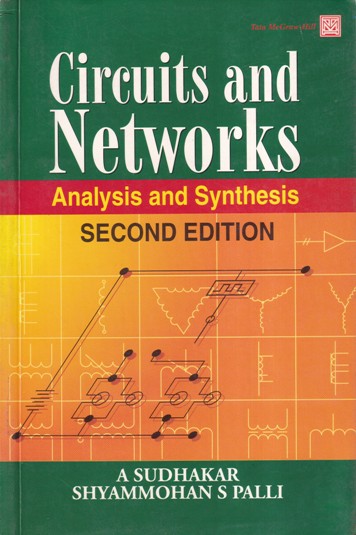 Tata McGraw-Hill
Circuits and
Networks
Analysis and Synthesis
SECOND EDITION
A SUDHAKAR
SHYAMMOHAN S PALLI